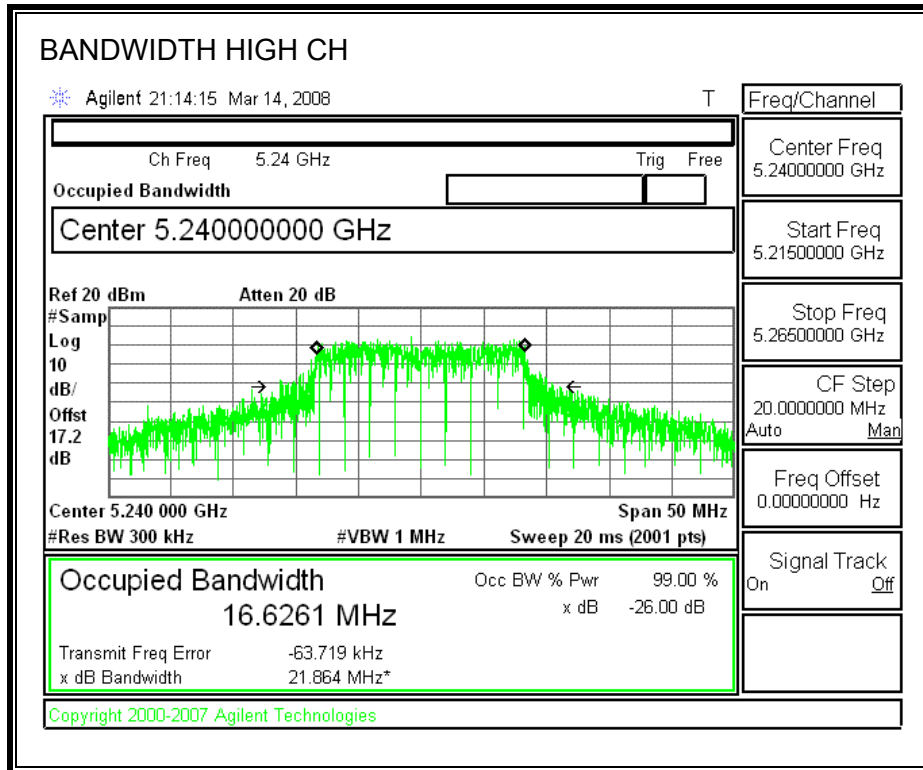 BANDWIDTH HIGH CH
Agilent 21:14:15 Mar 14, 2008 T
Freq/Channel
Ch Freq 5.24 GHz Trig Free
Occupied Bandwidth
Center 5.240000000 GHz
Center Freq
5.24000000 GHz
Start Freq
5.21500000 GHz
Stop Freq
5.26500000 GHz
CF Step
20.0000000 MHz
Auto Man
Freq Offset
0.00000000 Hz
Signal Track
On Off
Ref 20 dBm Atten 20 dB
#Samp
Log
10
dB/
Offst
17.2
dB
Center 5.240 000 GHz Span 50 MHz
#Res BW 300 kHz #VBW 1 MHz Sweep 20 ms (2001 pts)
Occupied Bandwidth
16.6261 MHz
Occ BW % Pwr 99.00 %
x dB -26.00 dB
Transmit Freq Error -63.719 kHz
x dB Bandwidth 21.864 MHz*
Copyright 2000-2007 Agilent Technologies